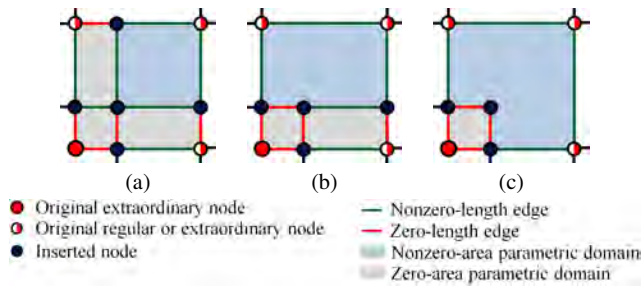 (a) (b) (c)
Original extraordinary node
Original regular or extraordinary node
Inserted node
Nonzero-length edge
Zero-length edge
Nonzero-area parametric domain
Zero-area parametric domain